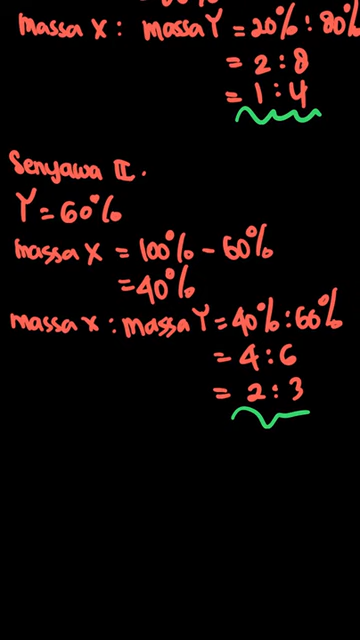 massa X : massa Y = 20% : 80%
= 2 : 8
= 1 : 4
Senyawa II.
Y = 60%
massa X = 100% - 60%
= 40%
massa X : massa Y = 40% : 60%
= 4 : 6
= 2 : 3